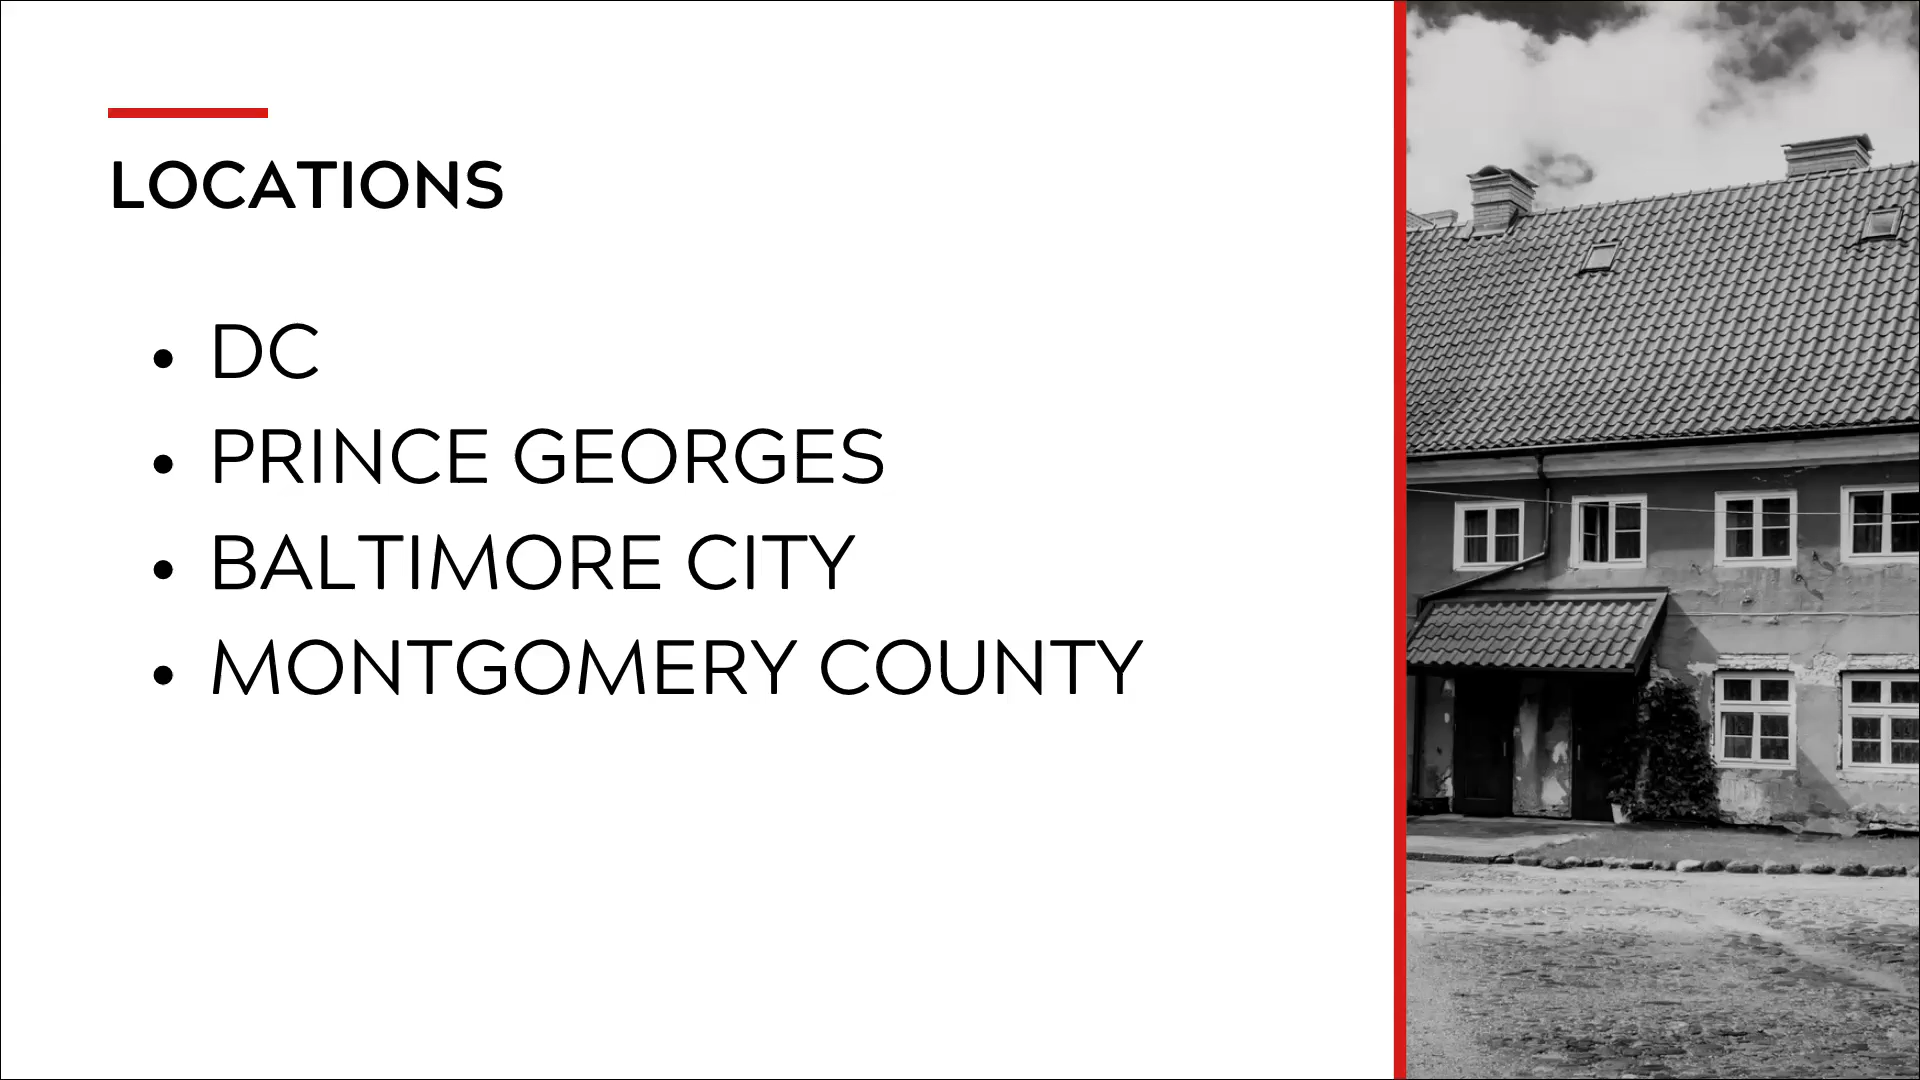 LOCATIONS
• DC
• PRINCE GEORGES
• BALTIMORE CITY
• MONTGOMERY COUNTY